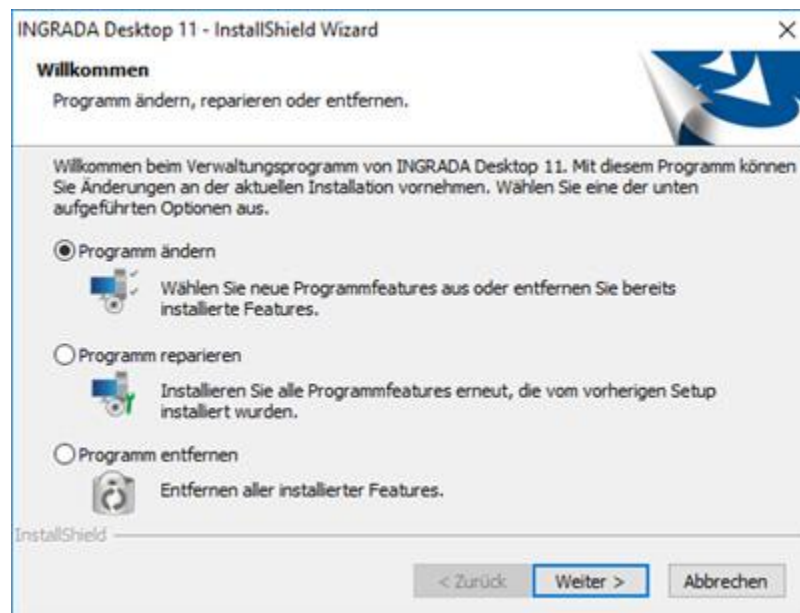 INGRADA Desktop 11 - InstallShield Wizard
Willkommen
Programm ändern, reparieren oder entfernen.
Willkommen beim Verwaltungsprogramm von INGRADA Desktop 11. Mit diesem Programm können
Sie Änderungen an der aktuellen Installation vornehmen. Wählen Sie eine der unten
aufgeführten Optionen aus.
Programm ändern
Wählen Sie neue Programmfeatures aus oder entfernen Sie bereits
installierte Features.
Programm reparieren
Installieren Sie alle Programmfeatures erneut, die vom vorherigen Setup
installiert wurden.
Programm entfernen
Entfernen aller installierter Features.
InstallShield
< Zurück Weiter > Abbrechen